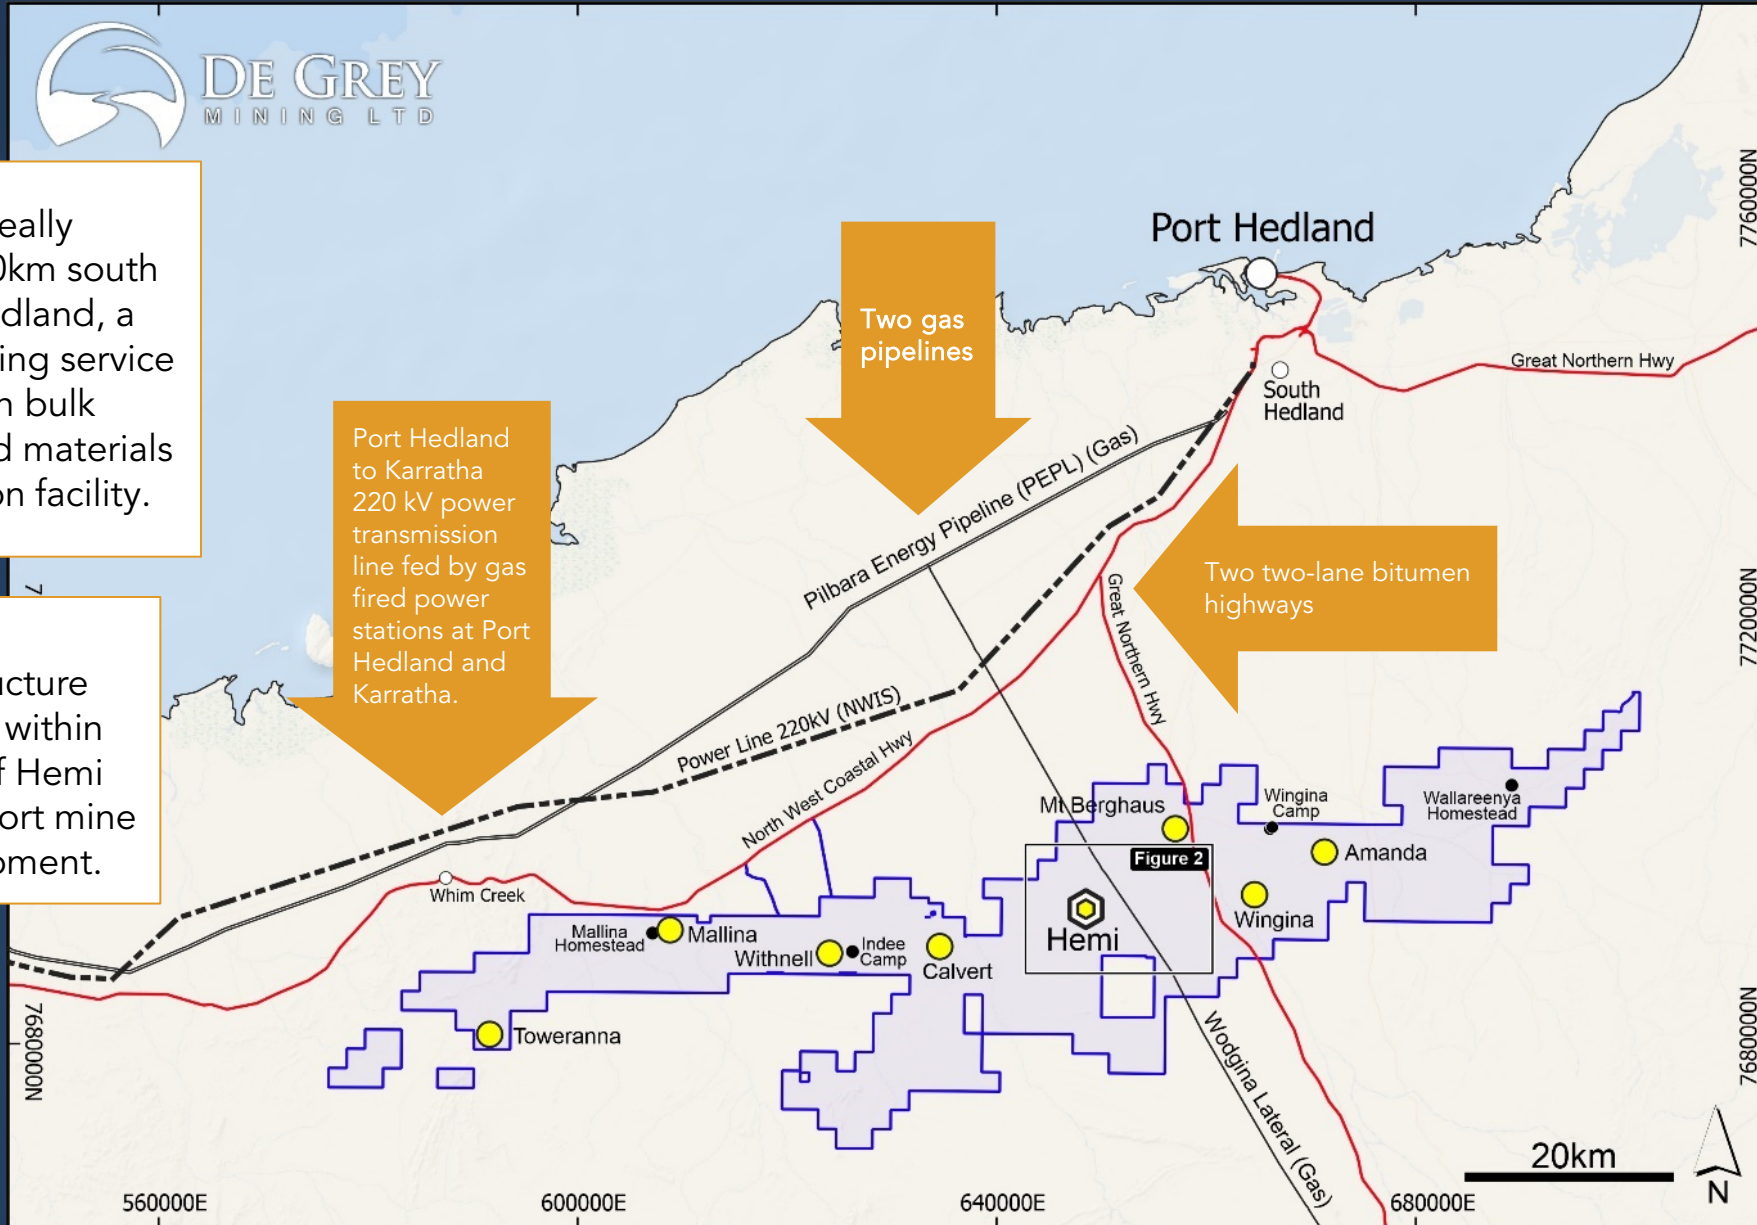 DE GREY
MINING LTD
eally
0km south
dland, a
ing service
n bulk
d materials
on facility.
ucture
within
f Hemi
ort mine
oment.
Port Hedland
to Karratha
220 kV power
transmission
line fed by gas
fired power
stations at Port
Hedland and
Karratha.
Two gas
pipelines
Two two-lane bitumen
highways
Port Hedland
South
Hedland
Great Northern Hwy
Pilbara Energy Pipeline (PEPL) (Gas)
Power Line 220kV (NWIS)
North West Coastal Hwy
Great Northern Hwy
Whim Creek
Mt Berghaus
Wingina
Camp
Wallareenya
Homestead
Amanda
Figure 2
Wingina
Hemi
Mallina
Homestead
Mallina
Withnell
Indee
Camp
Calvert
Toweranna
Wodgina Lateral (Gas)
20km
N
560000E
600000E
640000E
680000E
7760000N
7720000N
7680000N
7
7680000N